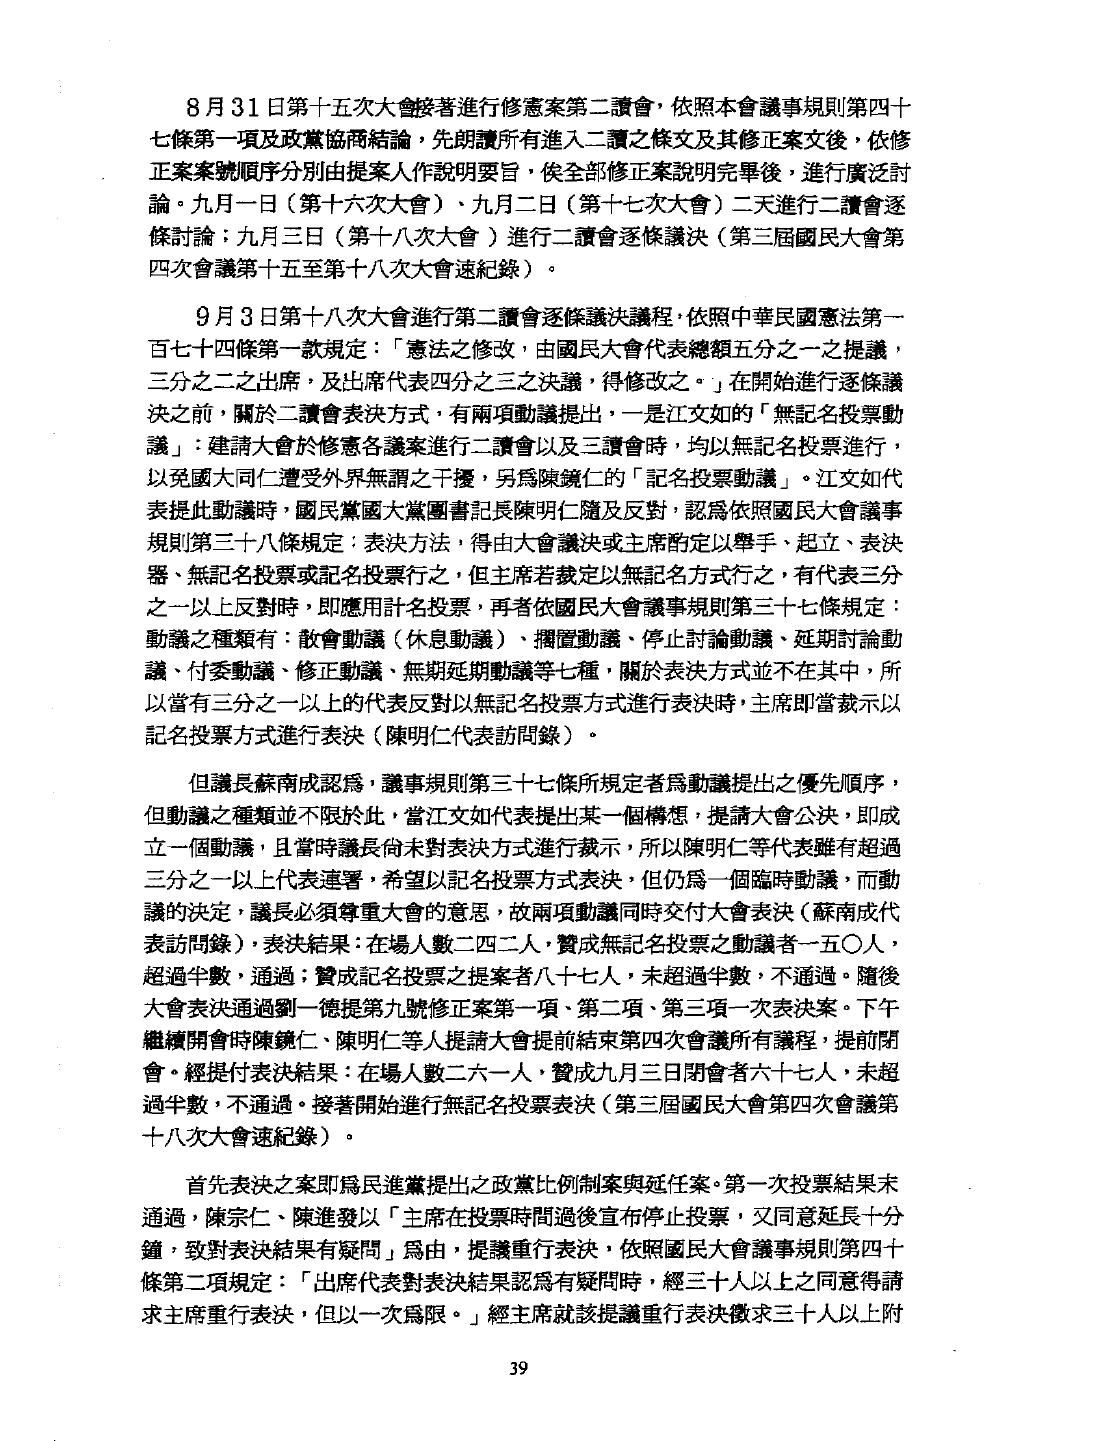 8月31日第十五次大會接著進行修憲案第二讀會，依照本會議事規則第四十
七條第一項及政黨協商結論，先朗讀所有進入二讀之條文及其修正案文後，依修
正案案號順序分別由提案人作說明要旨，俟全部修正案說明完畢後，進行廣泛討
論。九月一日（第十六次大會）、九月二日（第十七次大會）二天進行二讀會逐
條討論；九月三日（第十八次大會）進行二讀會逐條議決（第三屆國民大會第
四次會議第十五至第十八次大會速紀錄）。
9月3日第十八次大會進行第二讀會逐條議決議程，依照中華民國憲法第一
百七十四條第一款規定：「憲法之修改，由國民大會代表總額五分之一之提議，
三分之二之出席，及出席代表四分之三之決議，得修改之。」在開始進行逐條議
決之前，關於二讀會表決方式，有兩項動議提出，一是江文如的「無記名投票動
議」：建請大會於修憲各議案進行二讀會以及三讀會時，均以無記名投票進行，
以免國大同仁遭受外界無謂之干擾，另爲陳鏡仁的「記名投票動議」。江文如代
表提此動議時，國民黨國大黨團書記長陳明仁隨及反對，認爲依照國民大會議事
規則第三十八條規定：表決方法，得由大會議決或主席酌定以舉手、起立、表決
器、無記名投票或記名投票行之，但主席若裁定以無記名方式行之，有代表三分
之一以上反對時，即應用計名投票，再者依國民大會議事規則第三十七條規定：
動議之種類有：散會動議（休息動議）、擱置動議、停止討論動議、延期討論動
議、付委動議、修正動議、無期延期動議等七種，關於表決方式並不在其中，所
以當有三分之一以上的代表反對以無記名投票方式進行表決時，主席即當裁示以
記名投票方式進行表決（陳明仁代表訪問錄）。
但議長蘇南成認爲，議事規則第三十七條所規定者爲動議提出之優先順序，
但動議之種類並不限於此，當江文如代表提出某一個構想，提請大會公決，即成
立一個動議，且當時議長尚未對表決方式進行裁示，所以陳明仁等代表雖有超過
三分之一以上代表連署，希望以記名投票方式表決，但仍爲一個臨時動議，而動
議的決定，議長必須尊重大會的意思，故兩項動議同時交付大會表決（蘇南成代
表訪問錄），表決結果：在場人數二四二人，贊成無記名投票之動議者一五〇人，
超過半數，通過；贊成記名投票之提案者八十七人，未超過半數，不通過。隨後
大會表決通過劉一德提第九號修正案第一項、第二項、第三項一次表決案。下午
繼續開會時陳鏡仁、陳明仁等人提請大會提前結束第四次會議所有議程，提前閉
會。經提付表決結果：在場人數二六一人，贊成九月三日閉會者六十七人，未超
過半數，不通過。接著開始進行無記名投票表決（第三屆國民大會第四次會議第
十八次大會速紀錄）。
首先表決之案即爲民進黨提出之政黨比例制案與延任案。第一次投票結果未
通過，陳宗仁、陳進發以「主席在投票時間過後宣布停止投票，又同意延長十分
鐘，致對表決結果有疑問」爲由，提議重行表決，依照國民大會議事規則第四十
條第二項規定：「出席代表對表決結果認爲有疑問時，經三十人以上之同意得請
求主席重行表決，但以一次爲限。」經主席就該提議重行表決徵求三十人以上附
39